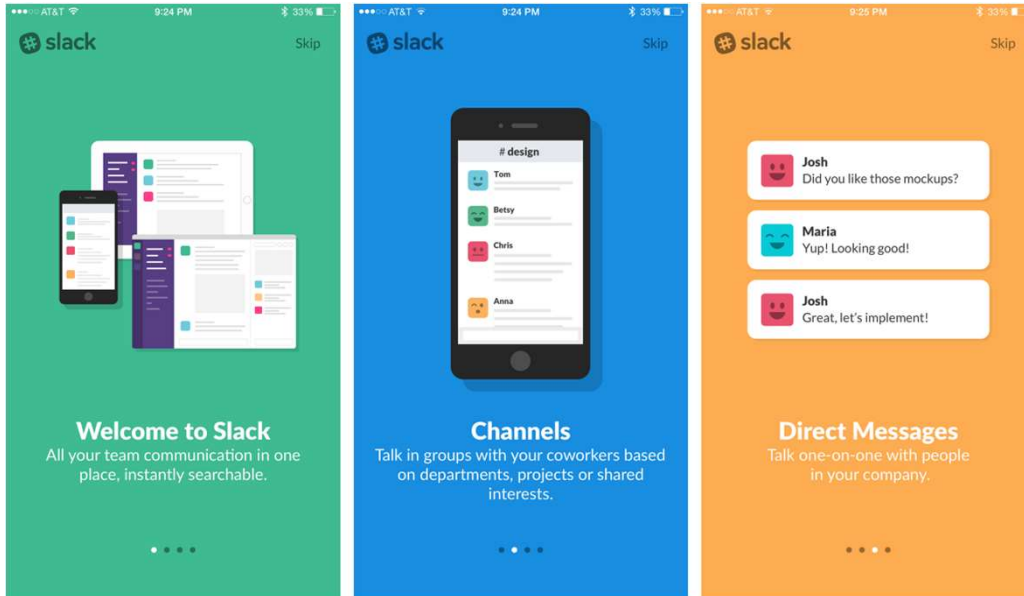 AT&T 9:24 PM 33%
slack Skip
Welcome to Slack
All your team communication in one
place, instantly searchable.
AT&T 9:24 PM 33%
slack Skip
# design
Tom
Betsy
Chris
Anna
Channels
Talk in groups with your coworkers based
on departments, projects or shared
interests.
AT&T 9:25 PM 33%
slack Skip
Josh
Did you like those mockups?
Maria
Yup! Looking good!
Josh
Great, let's implement!
Direct Messages
Talk one-on-one with people
in your company.